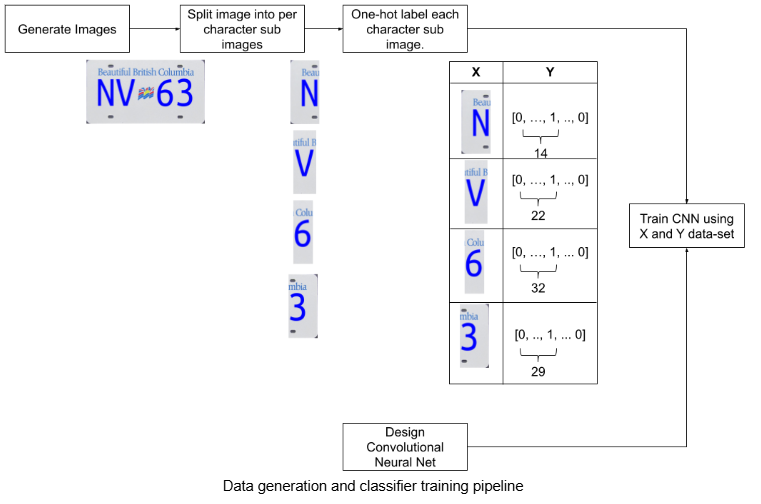 Generate Images
Split image into per
character sub
images
One-hot label each
character sub
image.
Beautiful British Columbia
NV 63
Beau
N
tiful B
V
Colu
6
mbia
3
X Y
Beau
N
[0, ..., 1, .., 0]
14
tiful B
V
[0, ...., 1, .., 0]
22
Colu
6
[0, ...., 1, ... 0]
32
mbia
3
[0, .., 1, ... 0]
29
Train CNN using
X and Y data-set
Design
Convolutional
Neural Net
Data generation and classifier training pipeline